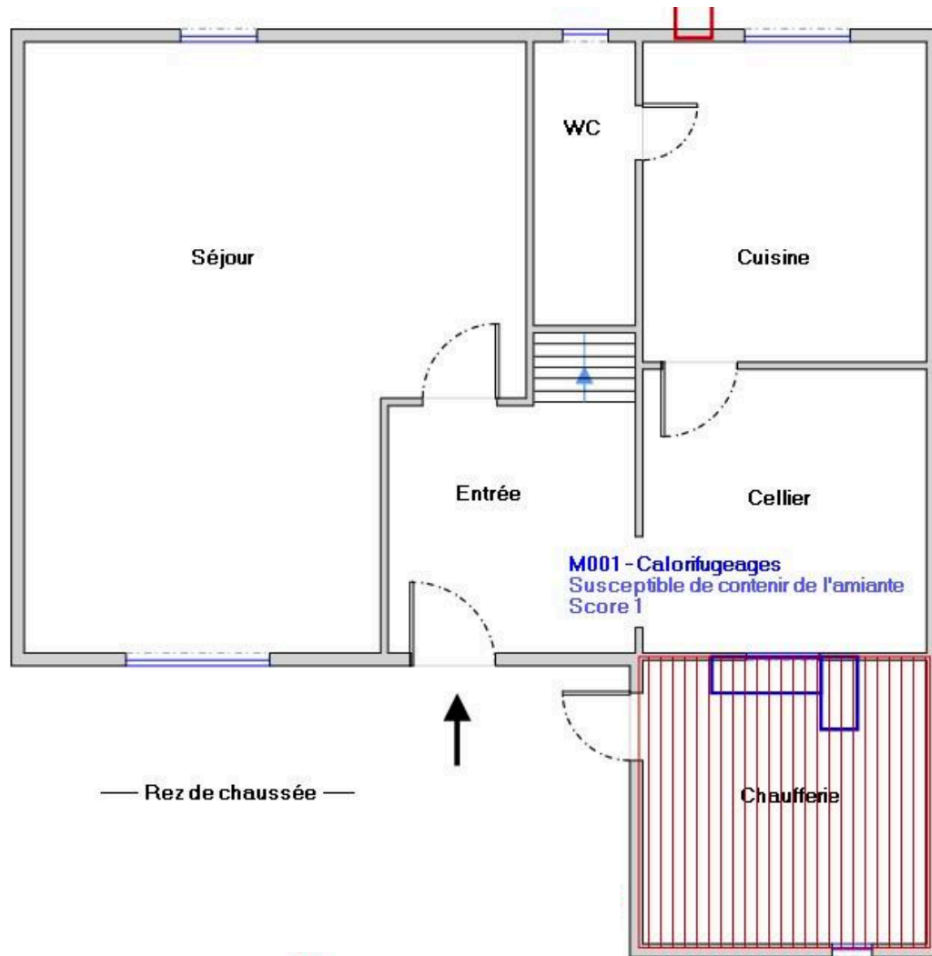 WC
Séjour
Cuisine
Entrée
Cellier
M001 - Calorifugeages
Susceptible de contenir de l'amiante
Score 1
Rez de chaussée
Chaufferie